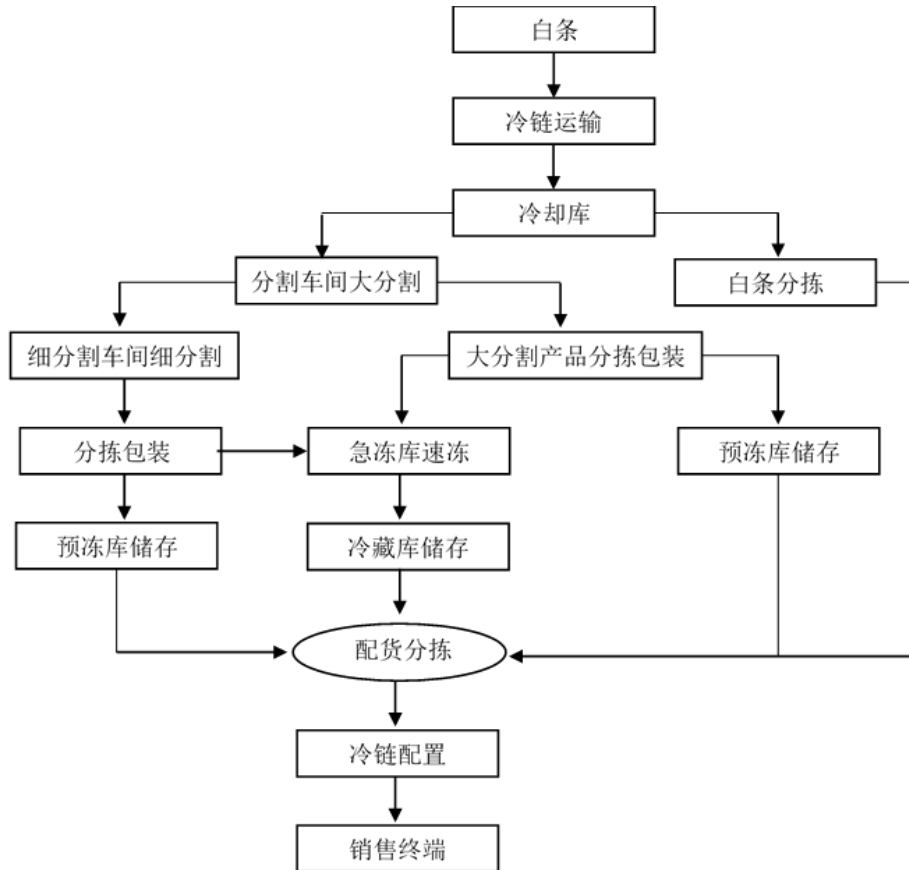 白条
冷链运输
冷却库
分割车间大分割
白条分拣
细分割车间细分割
大分割产品分拣包装
分拣包装
急冻库速冻
预冻库储存
预冻库储存
冷藏库储存
配货分拣
冷链配置
销售终端